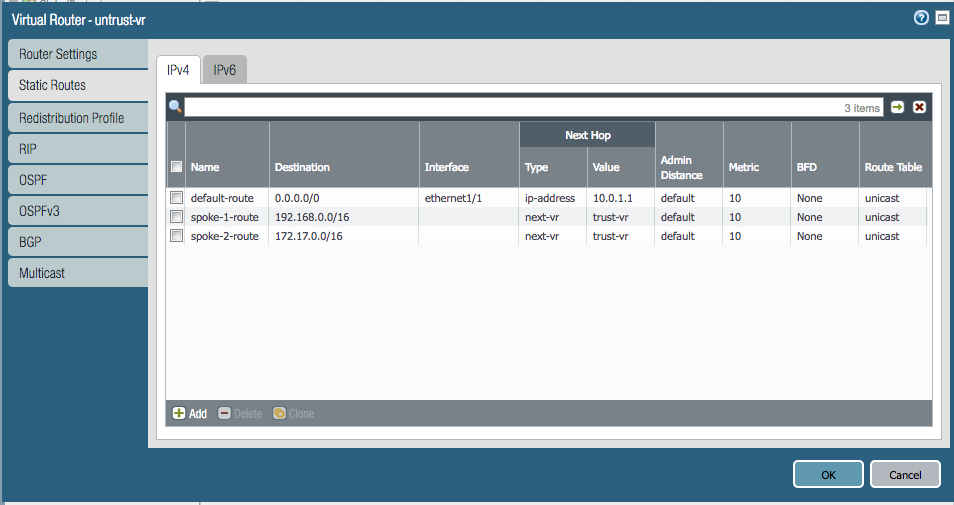 Virtual Router - untrust-vr
Router Settings
Static Routes
Redistribution Profile
RIP
OSPF
OSPFv3
BGP
Multicast
IPv4 IPv6
3 items
Next Hop
Name Destination Interface Type Value Admin Distance Metric BFD Route Table
default-route 0.0.0.0/0 ethernet1/1 ip-address 10.0.1.1 default 10 None unicast
spoke-1-route 192.168.0.0/16 next-vr trust-vr default 10 None unicast
spoke-2-route 172.17.0.0/16 next-vr trust-vr default 10 None unicast
Add Delete Clone
OK Cancel